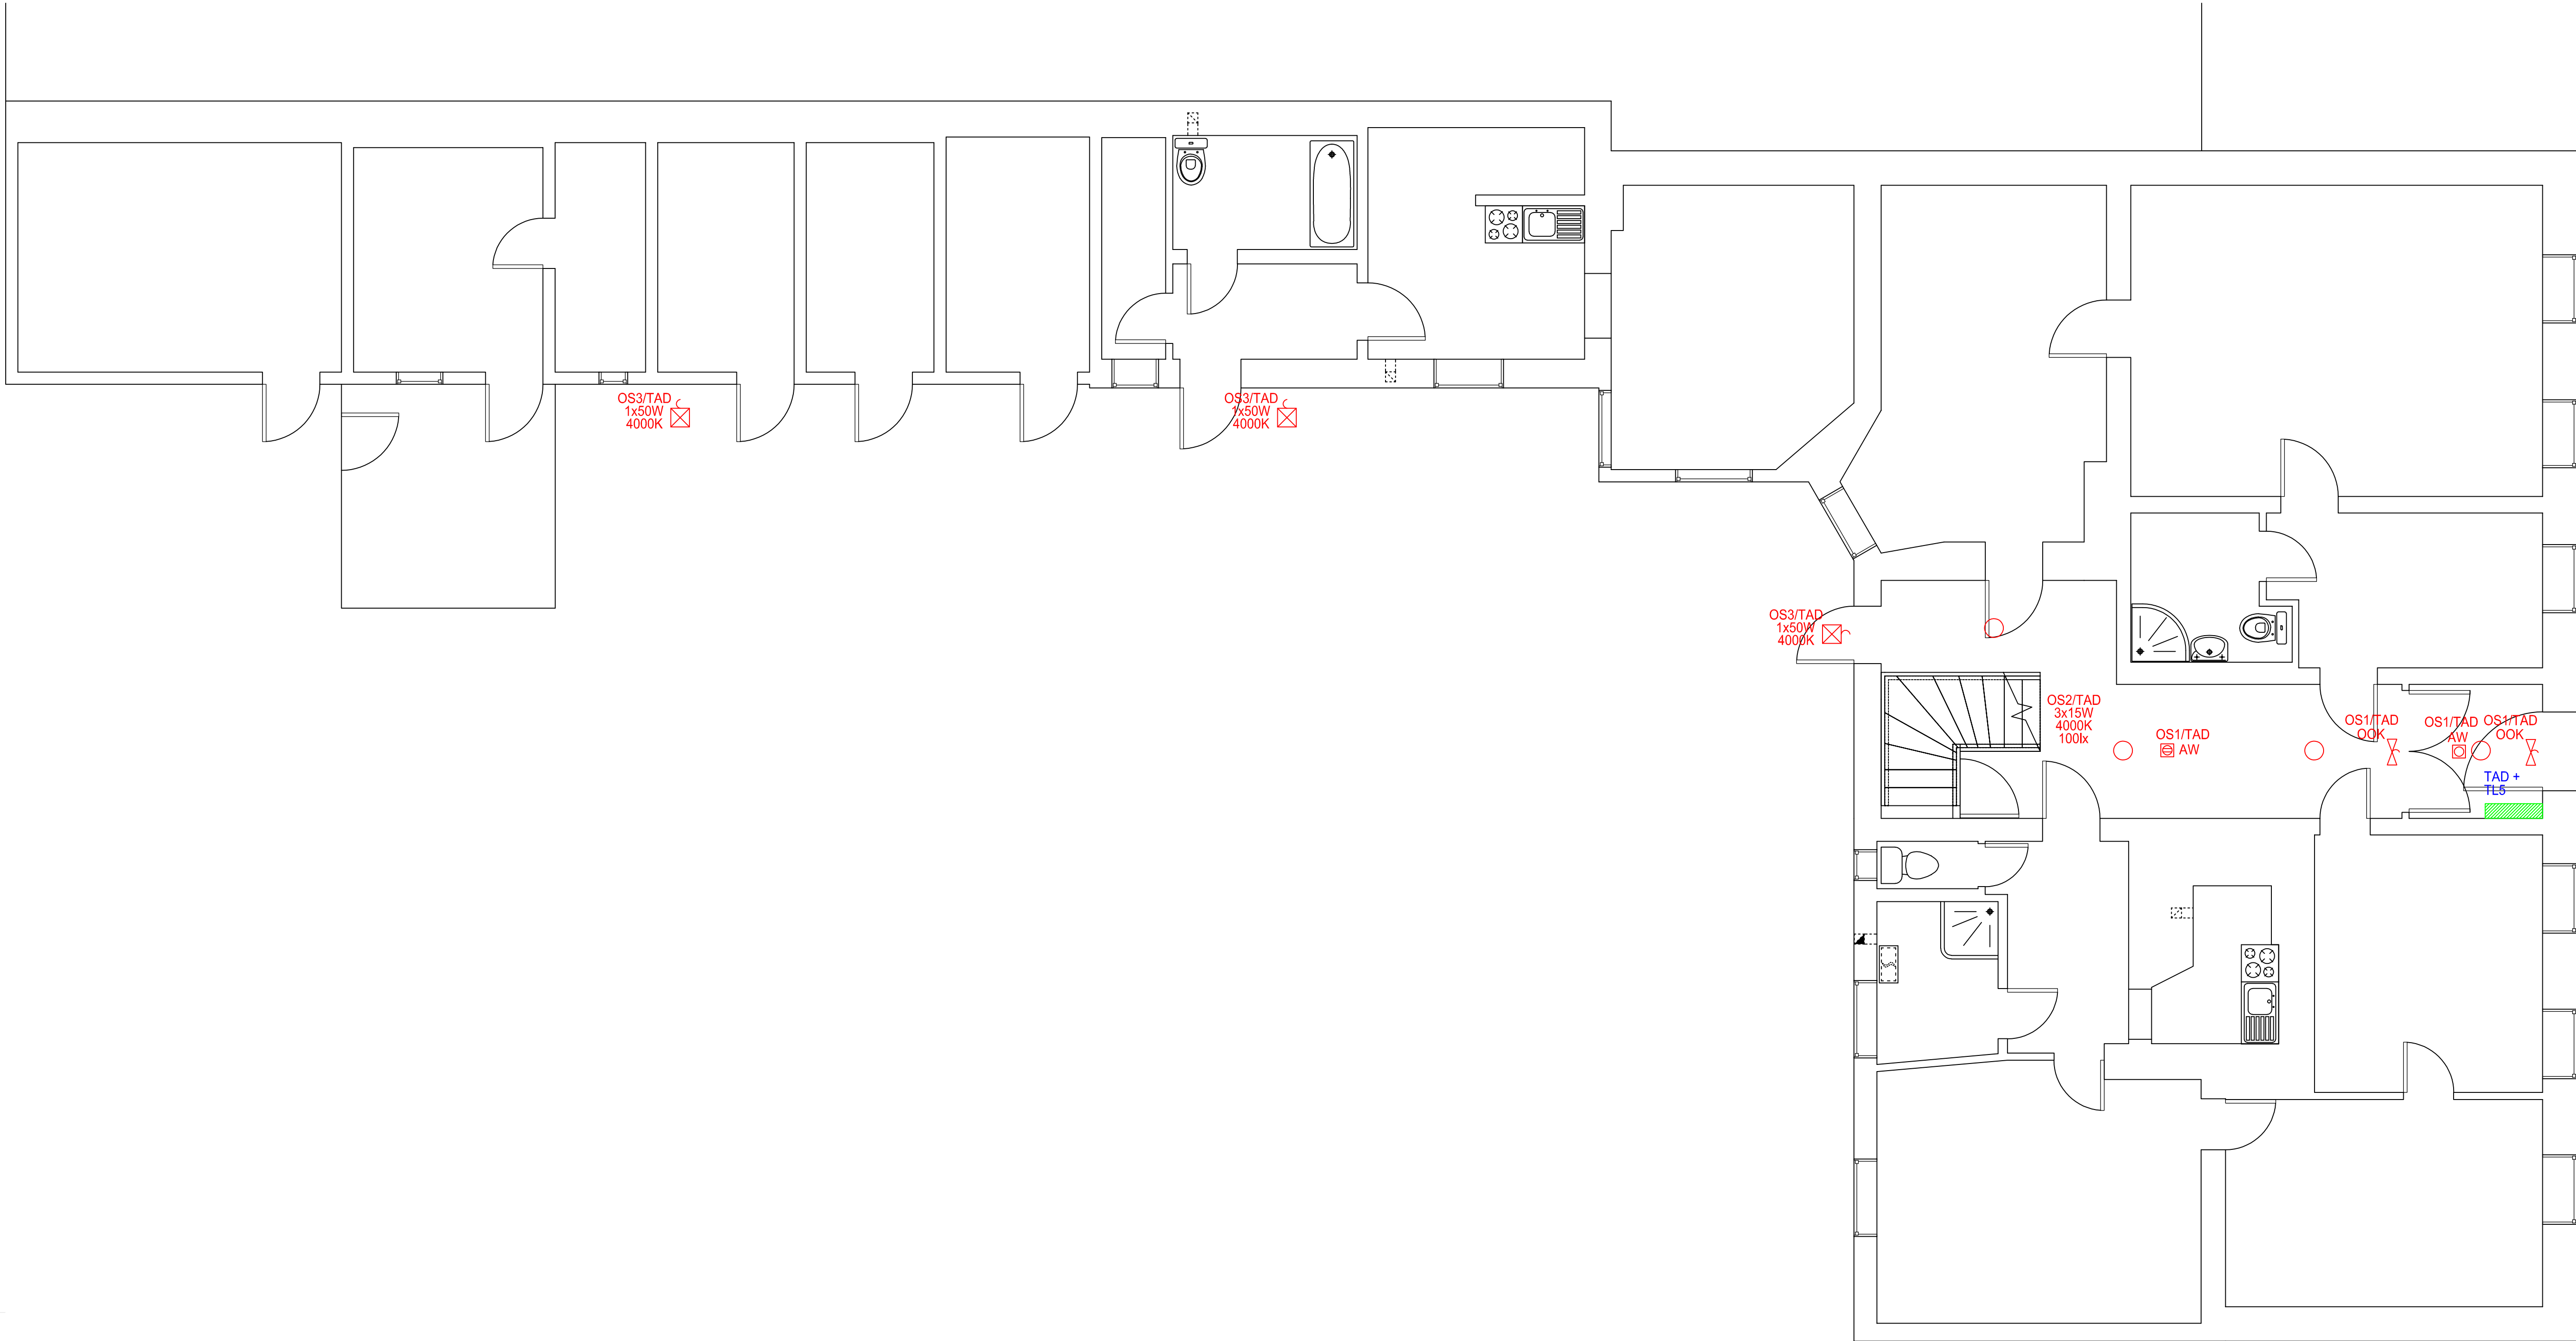 OS3/TAD
1x50W
4000K
OS3/TAD
1x50W
4000K
OS3/TAD
1x50W
4000K
OS2/TAD
3x15W
4000K
100lx
OS1/TAD
AW
OS1/TAD
OOK
OS1/TAD
AW
OS1/TAD
OOK
TAD +
TL5